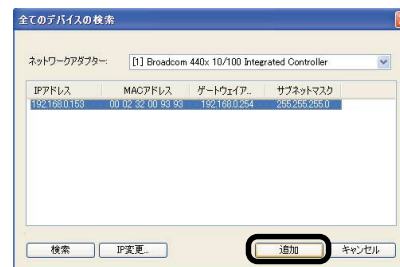 全てのデバイスの検索
ネットワークアダプター: [1] Broadcom 440x 10/100 Integrated Controller
IPアドレス MACアドレス ゲートウェイア... サブネットマスク
192.168.0.153 00 02 32 00 93 93 192.168.0.254 255.255.255.0
検索 IP変更... 追加 キャンセル